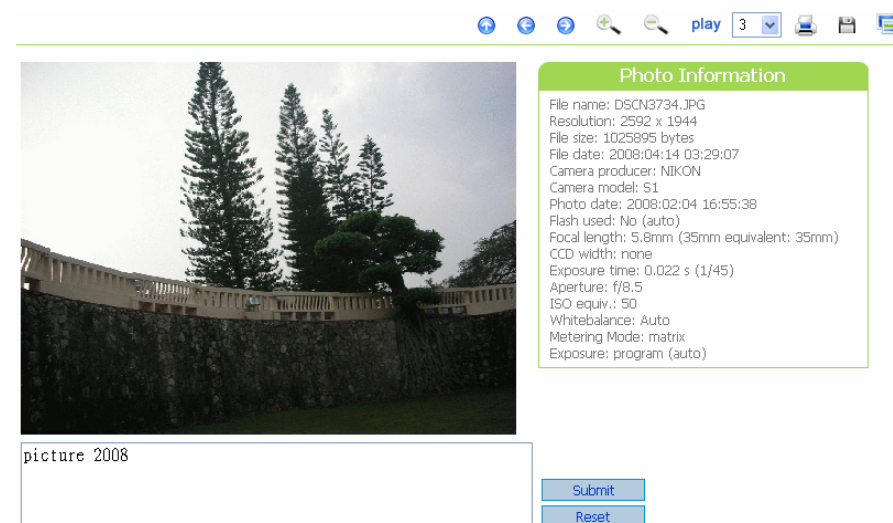 play 3
Photo Information
File name: DSCN3734.JPG
Resolution: 2592 x 1944
File size: 1025895 bytes
File date: 2008:04:14 03:29:07
Camera producer: NIKON
Camera model: S1
Photo date: 2008:02:04 16:55:38
Flash used: No (auto)
Focal length: 5.8mm (35mm equivalent: 35mm)
CCD width: none
Exposure time: 0.022 s (1/45)
Aperture: f/8.5
ISO equiv.: 50
Whitebalance: Auto
Metering Mode: matrix
Exposure: program (auto)
picture 2008
Submit
Reset